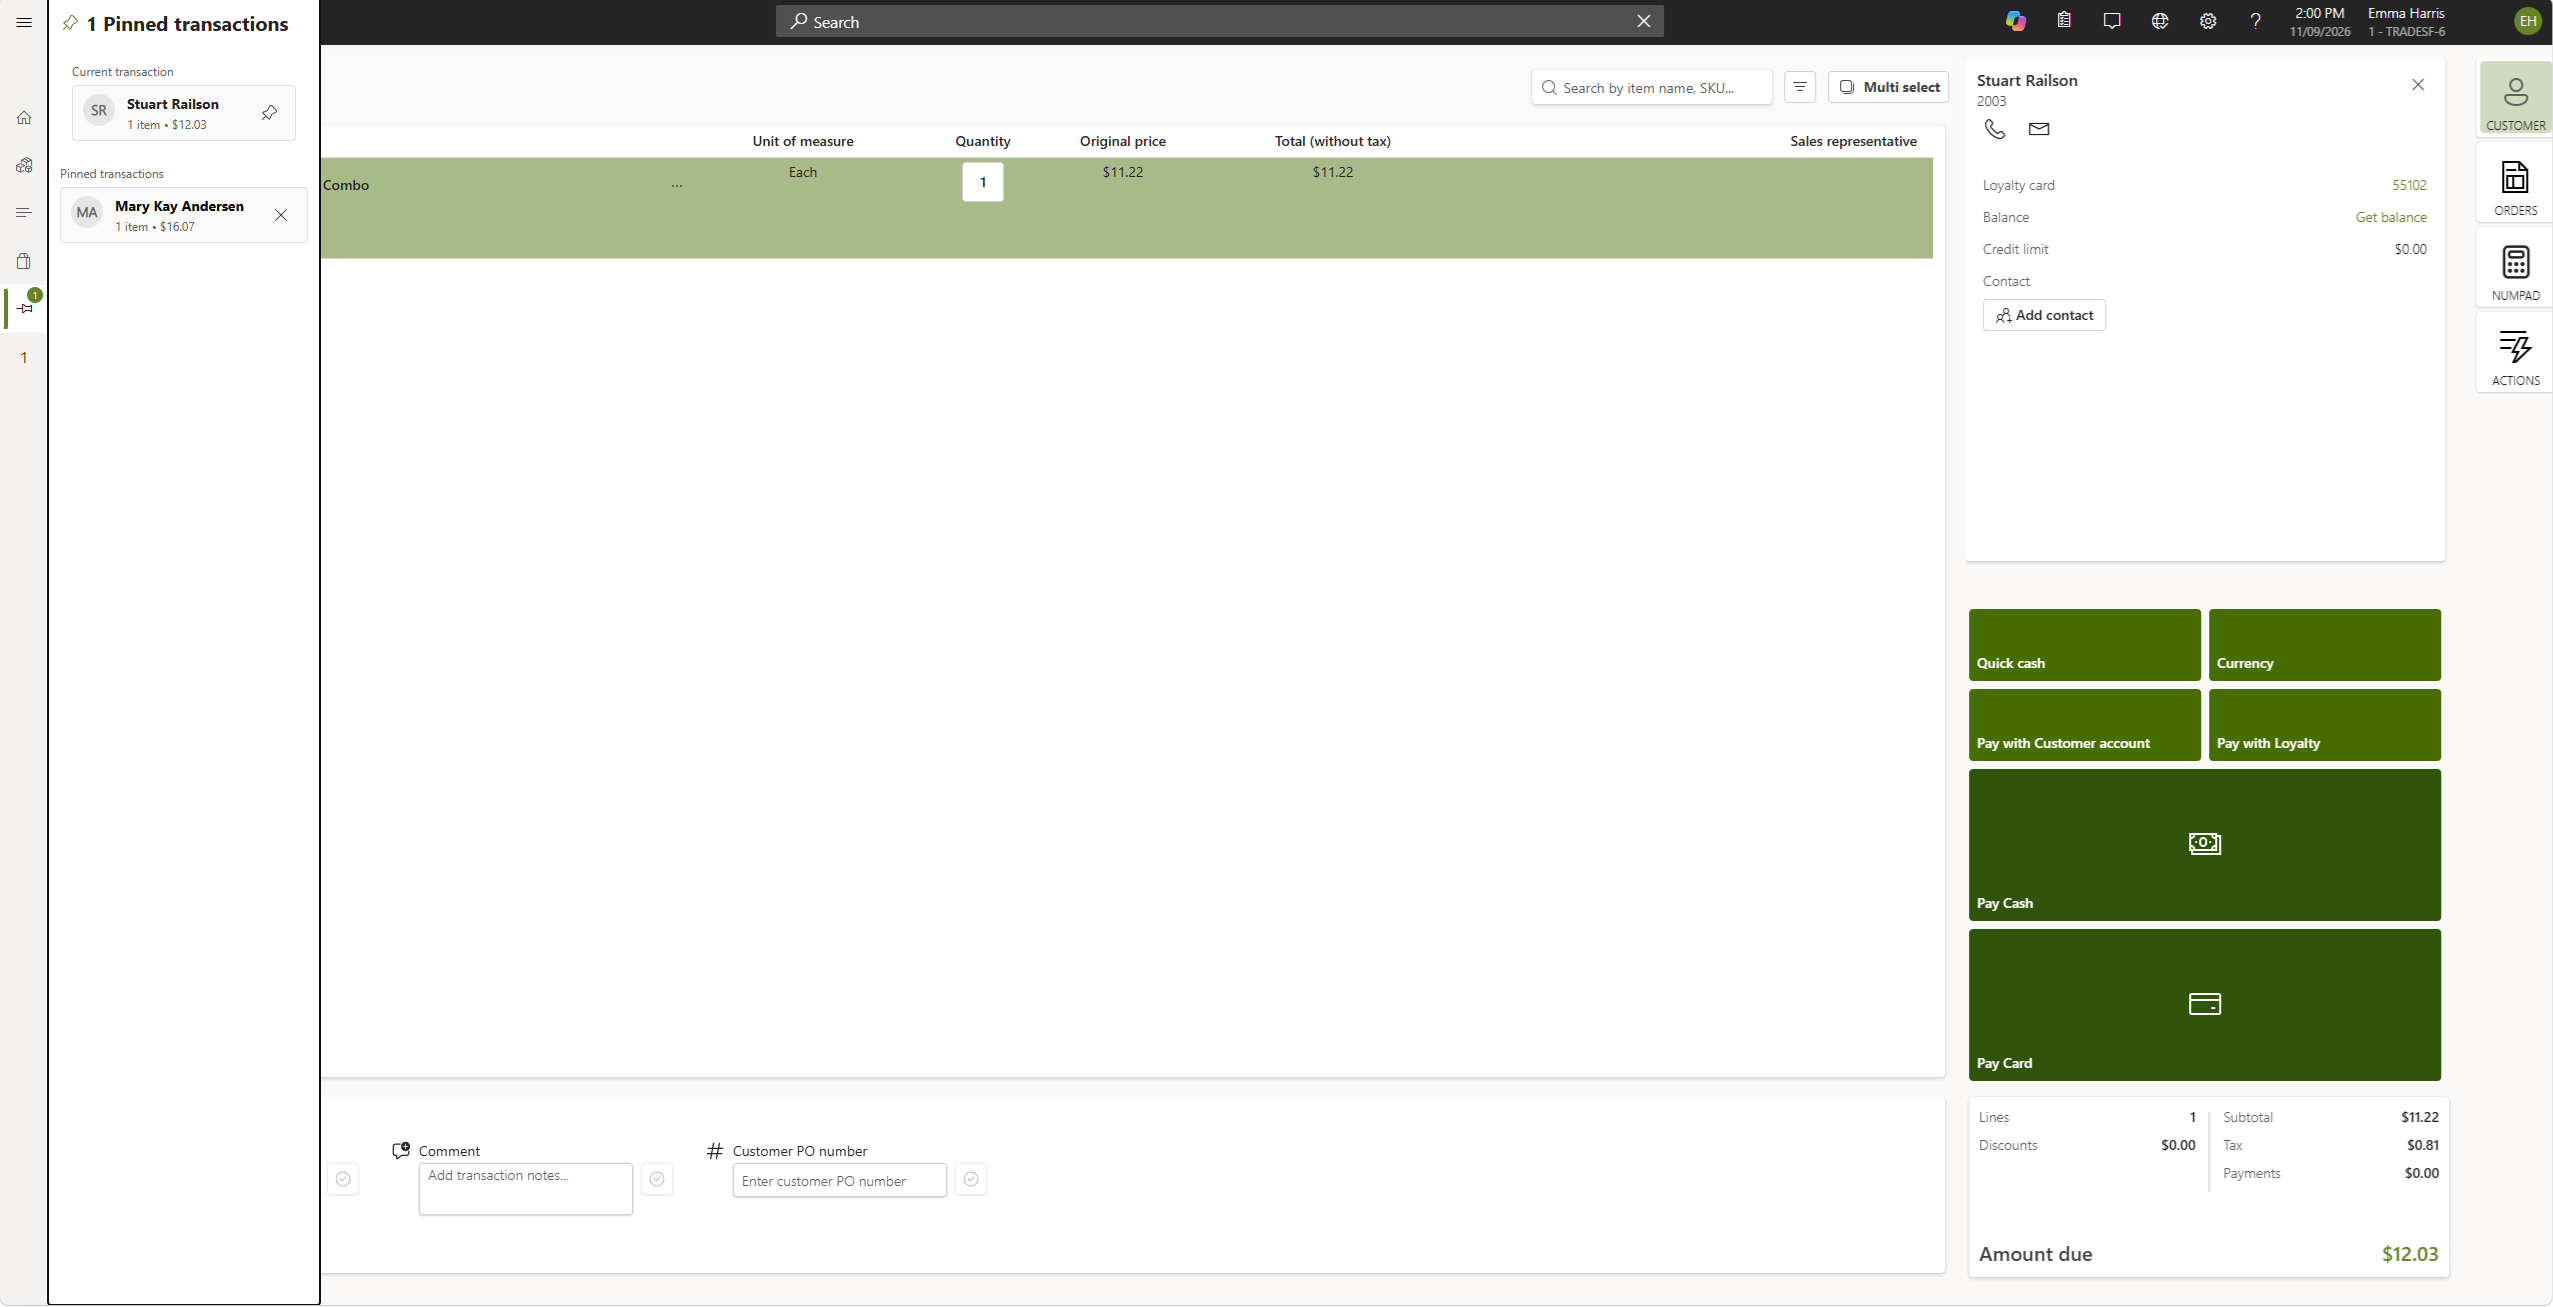 1 Pinned transactions
Search
2:00 PM
11/09/2026
Emma Harris
1 - TRADESF-6
EH
Current transaction
SR
Stuart Railson
1 item • $12.03
Pinned transactions
MA
Mary Kay Andersen
1 item • $16.07
1
1
Search by item name, SKU...
Multi select
Unit of measure
Quantity
Original price
Total (without tax)
Sales representative
Combo
...
Each
1
$11.22
$11.22
Comment
Add transaction notes...
Customer PO number
Enter customer PO number
Stuart Railson
2003
Loyalty card
55102
Balance
Get balance
Credit limit
$0.00
Contact
Add contact
CUSTOMER
ORDERS
NUMPAD
ACTIONS
Quick cash
Currency
Pay with Customer account
Pay with Loyalty
Pay Cash
Pay Card
Lines
1
Discounts
$0.00
Subtotal
$11.22
Tax
$0.81
Payments
$0.00
Amount due
$12.03